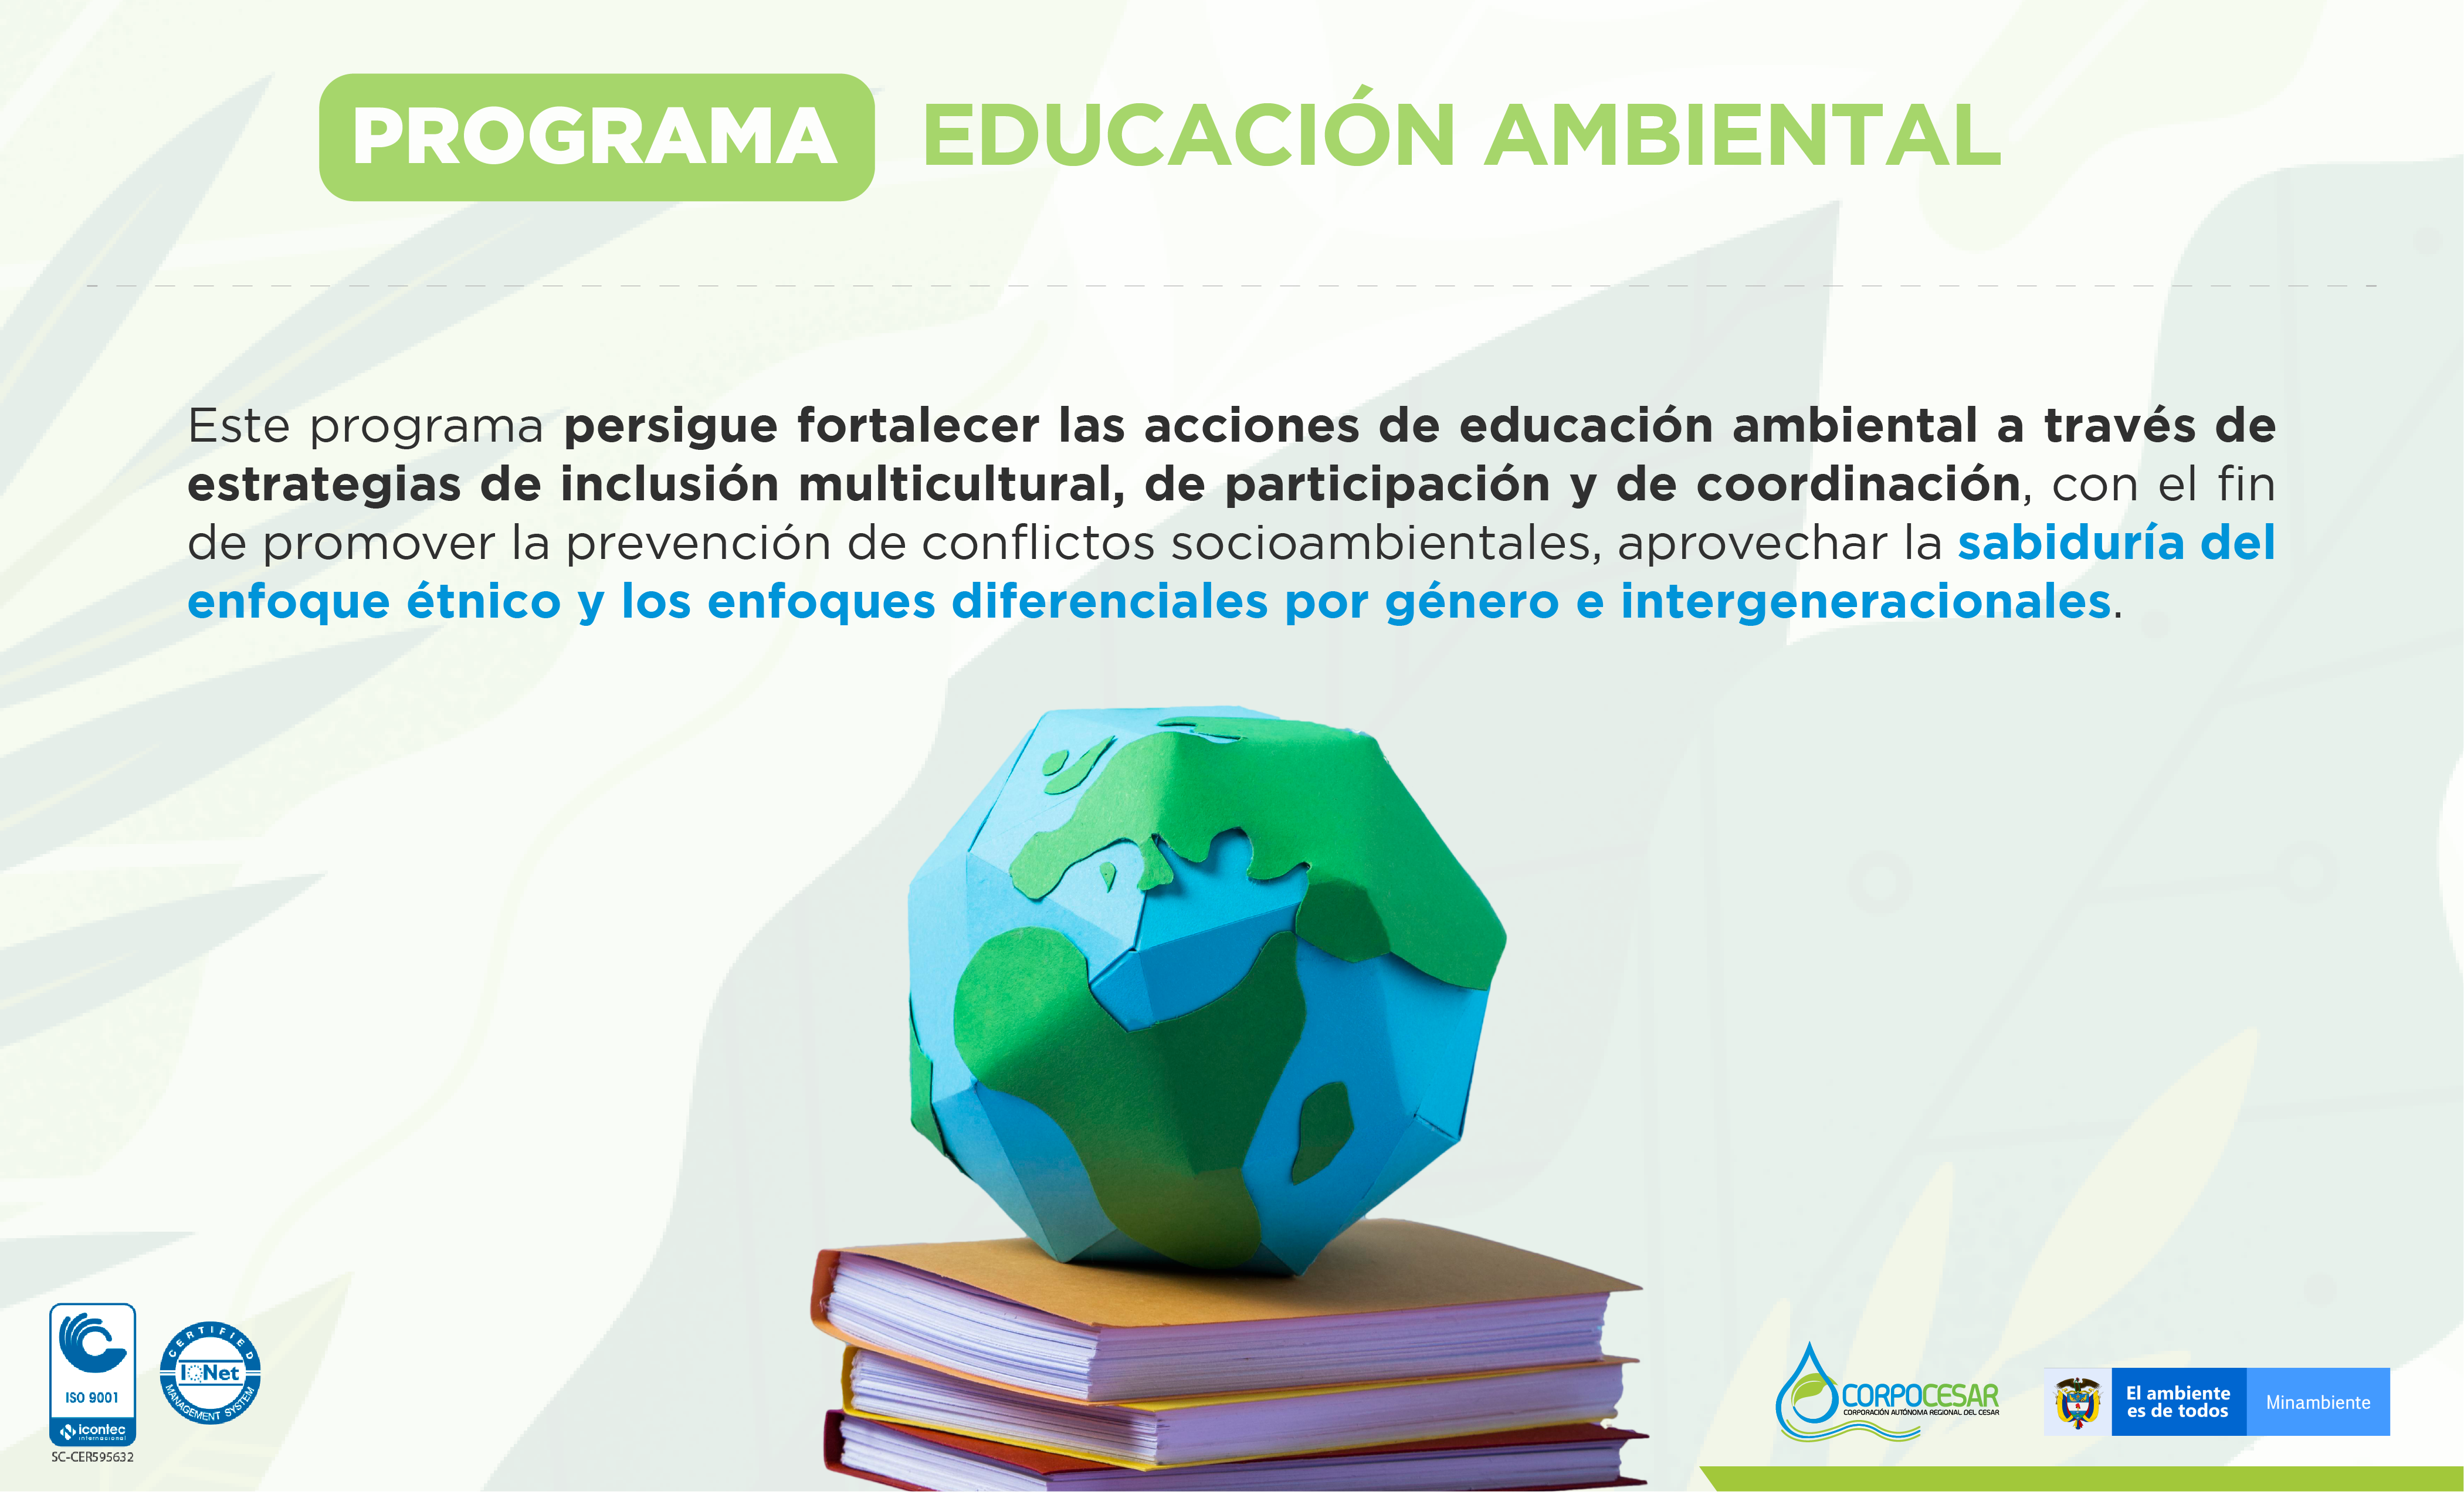 PROGRAMA EDUCACIÓN AMBIENTAL
Este programa persigue fortalecer las acciones de educación ambiental a través de
estrategias de inclusión multicultural, de participación y de coordinación, con el fin
de promover la prevención de conflictos socioambientales, aprovechar la sabiduría del
enfoque étnico y los enfoques diferenciales por género e intergeneracionales.
ISO 9001
icontec
internacional
SC-CER595632
CERTIFIED
IQNet
MANAGEMENT SYSTEM
CORPOCESAR
CORPORACIÓN AUTÓNOMA REGIONAL DEL CESAR
El ambiente
es de todos
Minambiente